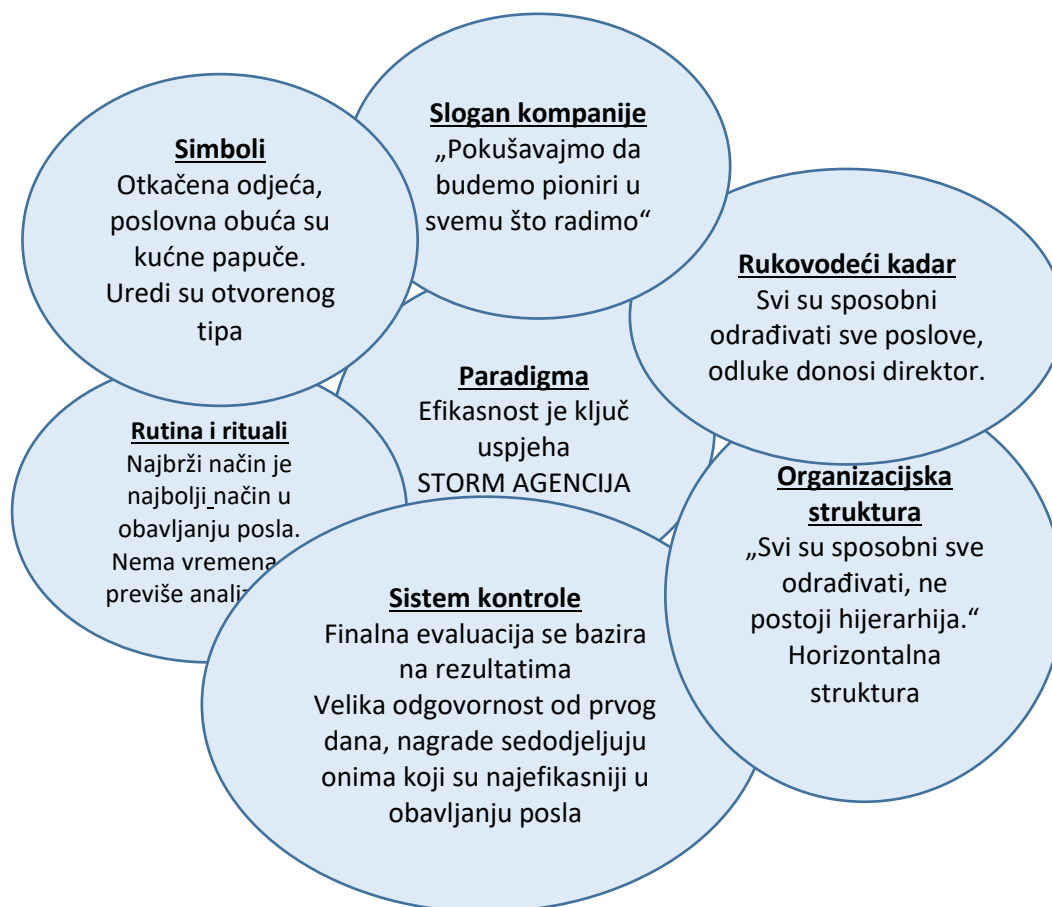 Slogan kompanije
„Pokušavajmo da
budemo pioniri u
svemu što radimo“
Simboli
Otkačena odjeća,
poslovna obuća su
kućne papuče.
Uredi su otvorenog
tipa
Rukovodeći kadar
Svi su sposobni
odrađivati sve poslove,
odluke donosi direktor.
Paradigma
Efikasnost je ključ
uspjeha
STORM AGENCIJA
Rutina i rituali
Najbrži način je
najbolji način u
obavljanju posla.
Nema vremena
previše
Organizacijska
struktura
„Svi su sposobni sve
odrađivati, ne
postoji hijerarhija.“
Horizontalna
struktura
Sistem kontrole
Finalna evaluacija se bazira
na rezultatima
Velika odgovornost od prvog
dana, nagrade sedodjeljuju
onima koji su najefikasniji u
obavljanju posla